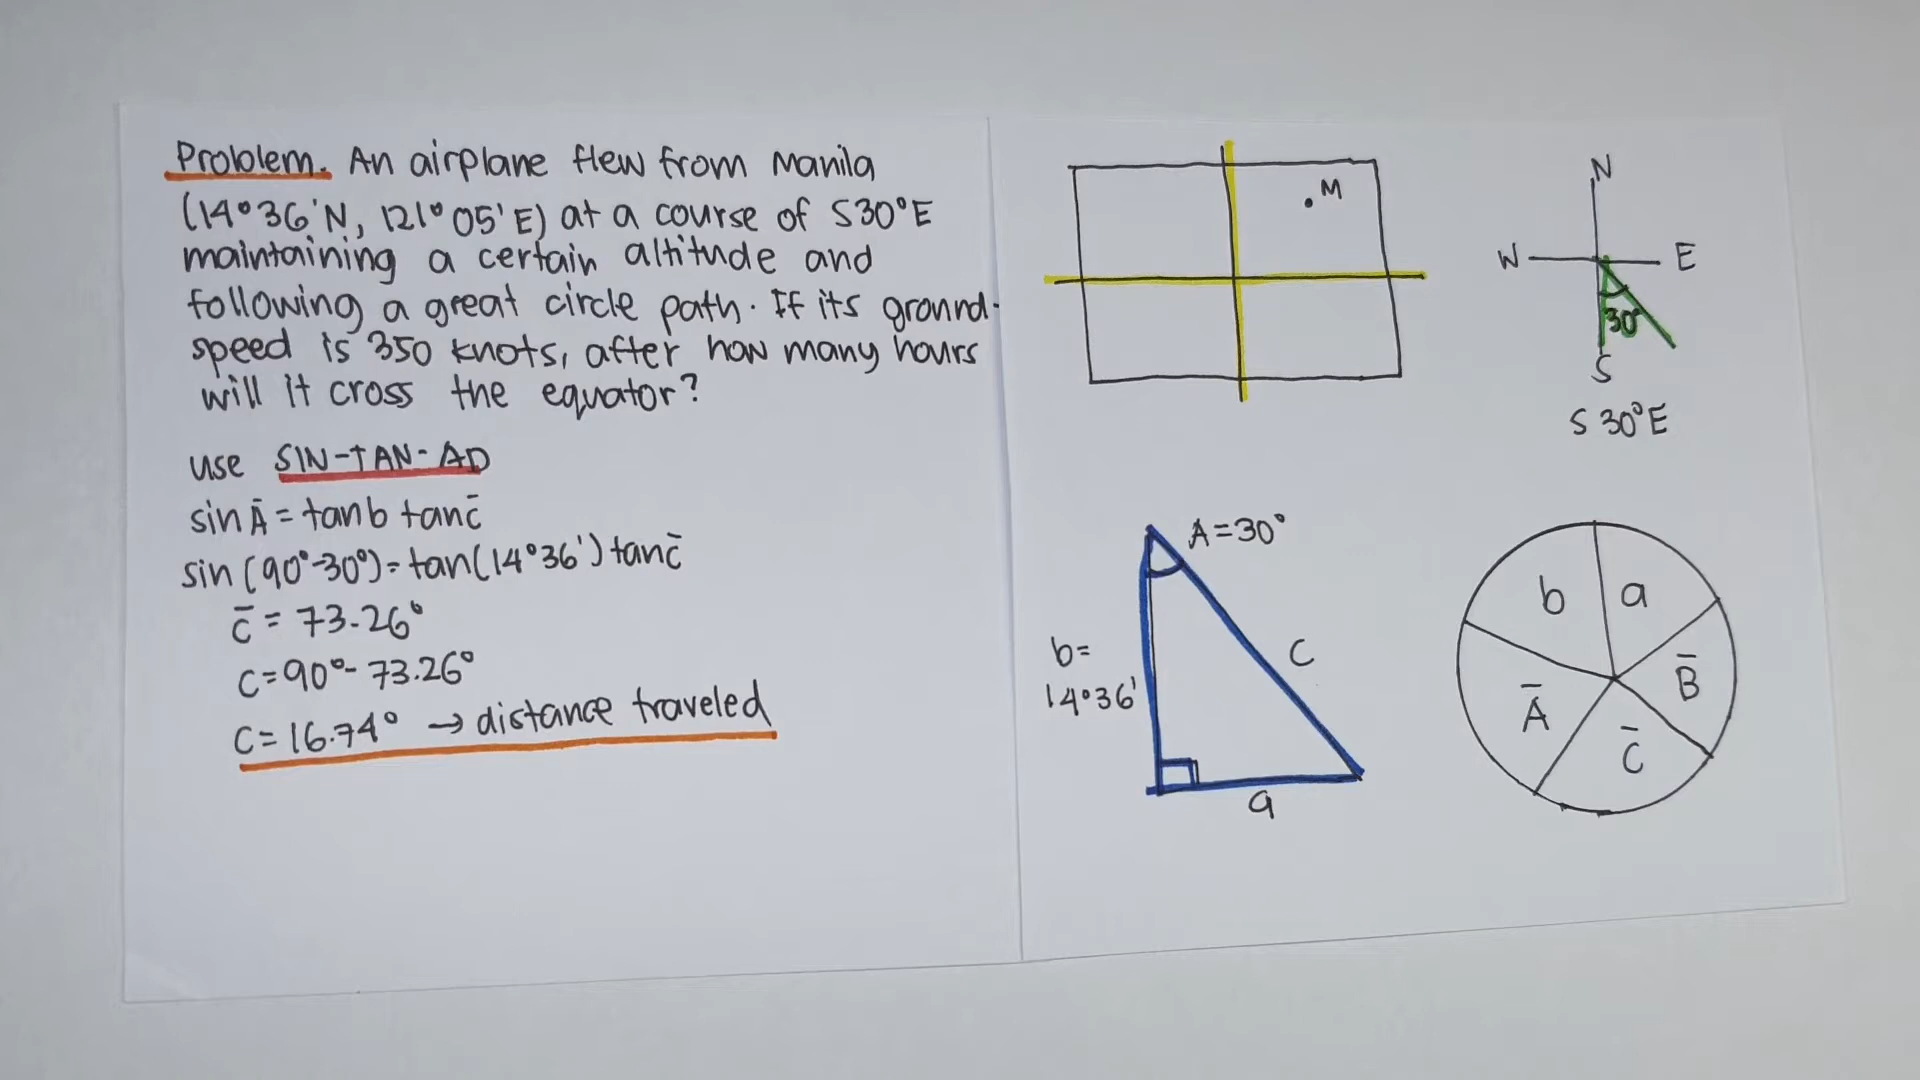 Problem. An airplane flew from Manila
(14°36'N, 121°05'E) at a course of S30°E
maintaining a certain altitude and
following a great circle path. If its ground-
speed is 350 knots, after how many hours
will it cross the equator?
use SIN-TAN-AD
sin Ā = tan b tan c̄
sin (90°-30°) = tan(14°36') tan c̄
c̄ = 73.26°
c = 90° - 73.26°
c = 16.74° → distance traveled
M
N
W E
30°
S
S 30°E
A = 30°
b =
14°36'
c
a
b a
Ā B̄
c̄